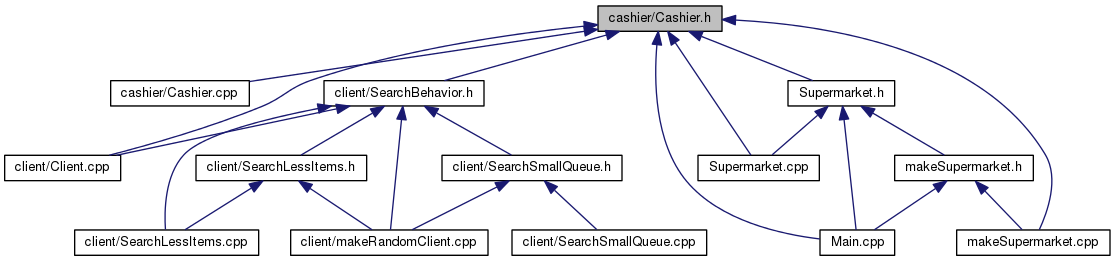 cashier/Cashier.h
cashier/Cashier.cpp
client/SearchBehavior.h
Supermarket.h
client/Client.cpp
client/SearchLessItems.h
client/SearchSmallQueue.h
Supermarket.cpp
makeSupermarket.h
client/SearchLessItems.cpp
client/makeRandomClient.cpp
client/SearchSmallQueue.cpp
Main.cpp
makeSupermarket.cpp